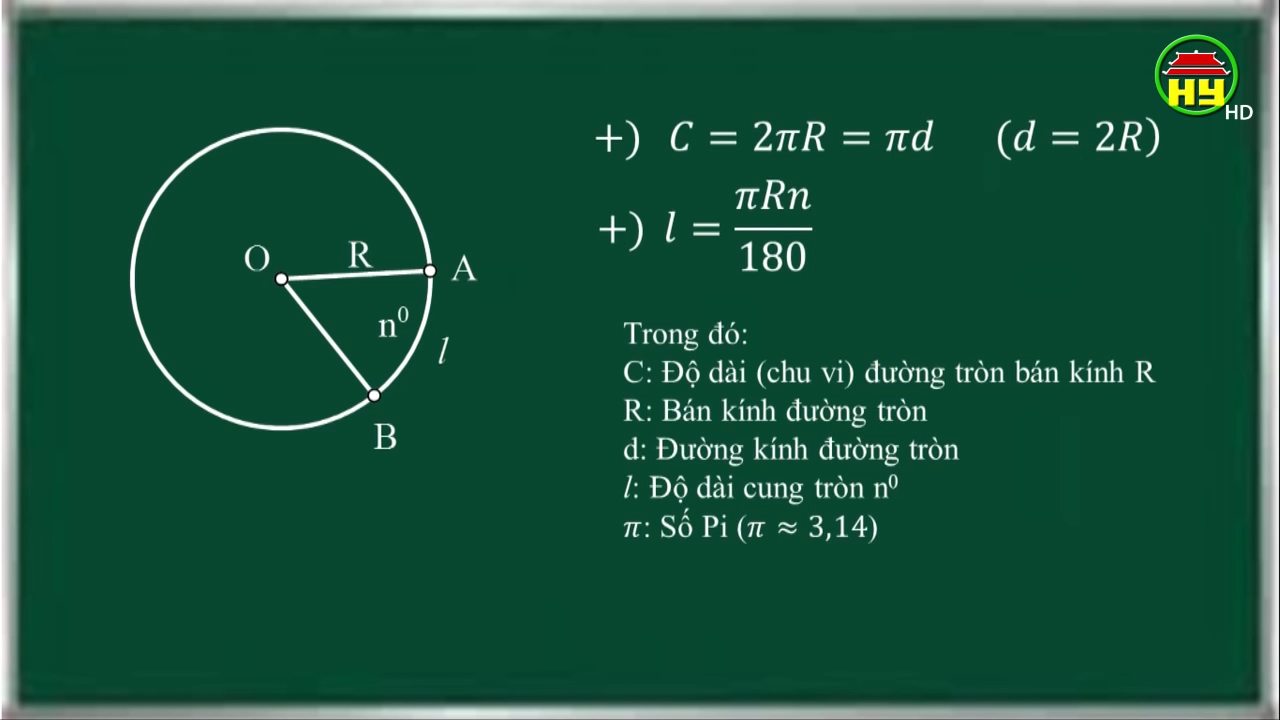 HY
HD
+) C = 2πR = πd (d = 2R)
+) l = πRn/180
O
R
A
n⁰
l
B
Trong đó:
C: Độ dài (chu vi) đường tròn bán kính R
R: Bán kính đường tròn
d: Đường kính đường tròn
l: Độ dài cung tròn n⁰
π: Số Pi (π ≈ 3,14)